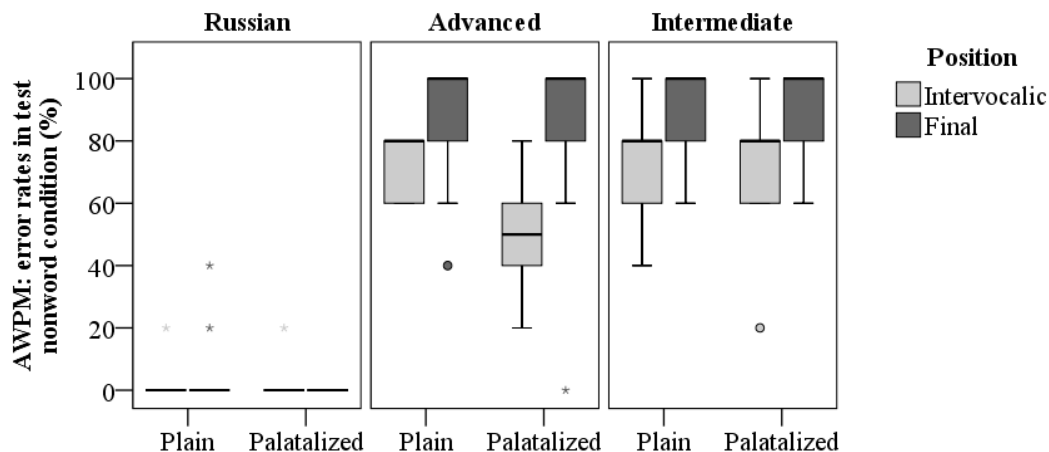 Russian Advanced Intermediate
Position
Intervocalic
Final
AWPM: error rates in test
nonword condition (%)
100
80
60
40
20
0
Plain Palatalized Plain Palatalized Plain Palatalized